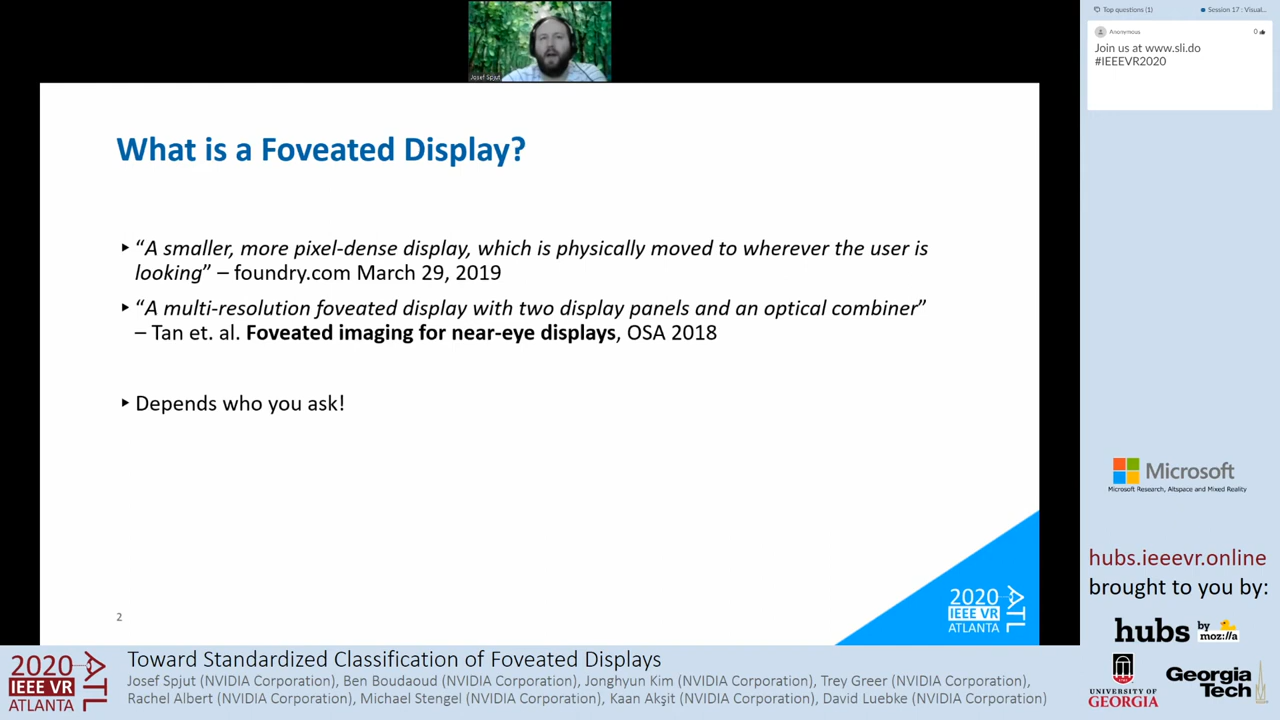 Josef Spjut
What is a Foveated Display?
‣ “A smaller, more pixel-dense display, which is physically moved to wherever the user is
looking” – foundry.com March 29, 2019
‣ “A multi-resolution foveated display with two display panels and an optical combiner”
– Tan et. al. Foveated imaging for near-eye displays, OSA 2018
‣ Depends who you ask!
2
2020
IEEE VR
ATLANTA
ATL
Top questions (1)
Session 17 : Visual...
Anonymous
0
Join us at www.sli.do
#IEEEVR2020
Microsoft
Microsoft Research, Altspace and Mixed Reality
hubs.ieeevr.online
brought to you by:
hubs by moz://a
UNIVERSITY OF
GEORGIA
Georgia
Tech
2020
IEEE VR
ATLANTA
ATL
Toward Standardized Classification of Foveated Displays
Josef Spjut (NVIDIA Corporation), Ben Boudaoud (NVIDIA Corporation), Jonghyun Kim (NVIDIA Corporation), Trey Greer (NVIDIA Corporation),
Rachel Albert (NVIDIA Corporation), Michael Stengel (NVIDIA Corporation), Kaan Akşit (NVIDIA Corporation), David Luebke (NVIDIA Corporation)